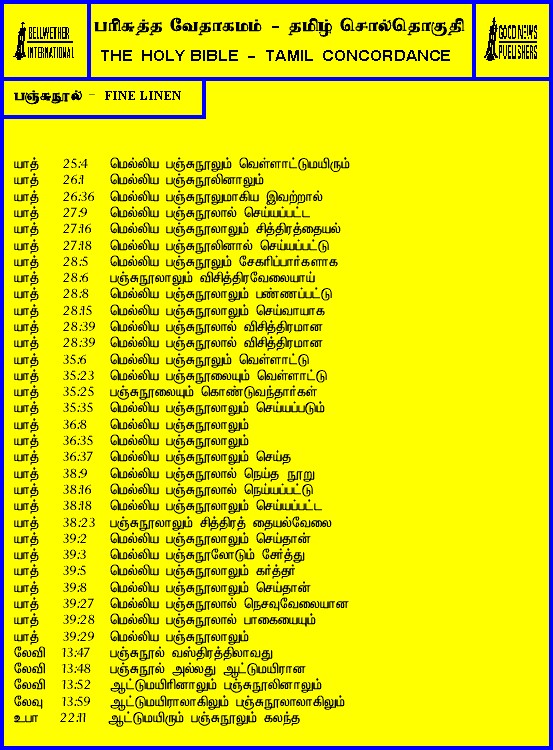 BELLWETHER
INTERNATIONAL
பரிசுத்த வேதாகமம் - தமிழ் சொல்தொகுதி
THE HOLY BIBLE - TAMIL CONCORDANCE
GOOD NEWS
PUBLISHERS
பஞ்சுநூல் - FINE LINEN
யாத் 25:4 மெல்லிய பஞ்சுநூலும் வெள்ளாட்டுமயிரும்
யாத் 26:1 மெல்லிய பஞ்சுநூலினாலும்
யாத் 26:36 மெல்லிய பஞ்சுநூலுமாகிய இவற்றால்
யாத் 27:9 மெல்லிய பஞ்சுநூலால் செய்யப்பட்ட
யாத் 27:16 மெல்லிய பஞ்சுநூலாலும் சித்திரத்தையல்
யாத் 27:18 மெல்லிய பஞ்சுநூலினால் செய்யப்பட்டு
யாத் 28:5 மெல்லிய பஞ்சுநூலும் சேகரிப்பார்களாக
யாத் 28:6 பஞ்சுநூலாலும் விசித்திரவேலையாய்
யாத் 28:8 மெல்லிய பஞ்சுநூலாலும் பண்ணப்பட்டு
யாத் 28:15 மெல்லிய பஞ்சுநூலாலும் செய்வாயாக
யாத் 28:39 மெல்லிய பஞ்சுநூலால் விசித்திரமான
யாத் 28:39 மெல்லிய பஞ்சுநூலால் விசித்திரமான
யாத் 35:6 மெல்லிய பஞ்சுநூலும் வெள்ளாட்டு
யாத் 35:23 மெல்லிய பஞ்சுநூலையும் வெள்ளாட்டு
யாத் 35:25 பஞ்சுநூலையும் கொண்டுவந்தார்கள்
யாத் 35:35 மெல்லிய பஞ்சுநூலாலும் செய்யப்படும்
யாத் 36:8 மெல்லிய பஞ்சுநூலாலும்
யாத் 36:35 மெல்லிய பஞ்சுநூலாலும்
யாத் 36:37 மெல்லிய பஞ்சுநூலாலும் செய்த
யாத் 38:9 மெல்லிய பஞ்சுநூலால் நெய்த நூறு
யாத் 38:16 மெல்லிய பஞ்சுநூலால் நெய்யப்பட்டு
யாத் 38:18 மெல்லிய பஞ்சுநூலாலும் செய்யப்பட்ட
யாத் 38:23 பஞ்சுநூலாலும் சித்திரத் தையல்வேலை
யாத் 39:2 மெல்லிய பஞ்சுநூலாலும் செய்தான்
யாத் 39:3 மெல்லிய பஞ்சுநூலோடும் சேர்த்து
யாத் 39:5 மெல்லிய பஞ்சுநூலாலும் கர்த்தர்
யாத் 39:8 மெல்லிய பஞ்சுநூலாலும் செய்தான்
யாத் 39:27 மெல்லிய பஞ்சுநூலால் நெசவுவேலையான
யாத் 39:28 மெல்லிய பஞ்சுநூலால் பாகையையும்
யாத் 39:29 மெல்லிய பஞ்சுநூலாலும்
லேவி 13:47 பஞ்சுநூல் வஸ்திரத்திலாவது
லேவி 13:48 பஞ்சுநூல் அல்லது ஆட்டுமயிரான
லேவி 13:52 ஆட்டுமயிரினாலும் பஞ்சுநூலினாலும்
லேவு 13:59 ஆட்டுமயிராலாகிலும் பஞ்சுநூலாலாகிலும்
உபா 22:11 ஆட்டுமயிரும் பஞ்சுநூலும் கலந்த